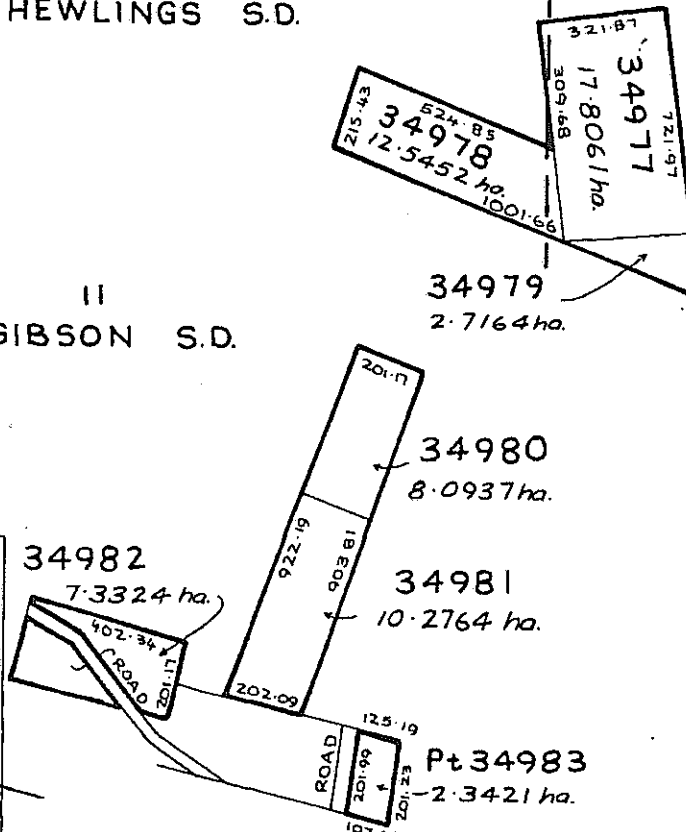 HEWLINGS S.D.
321.87
34977
17.8061 ha.
309.68
721.97
215.43
524.85
34978
12.5452 ha.
1001.66
34979
2.7164 ha.
11
GIBSON S.D.
201.17
34980
8.0937 ha.
922.19
903.81
34981
10.2764 ha.
34982
7.3324 ha.
402.34
ROAD
201.17
202.09
125.19
ROAD
201.99
201.23
Pt 34983
2.3421 ha.